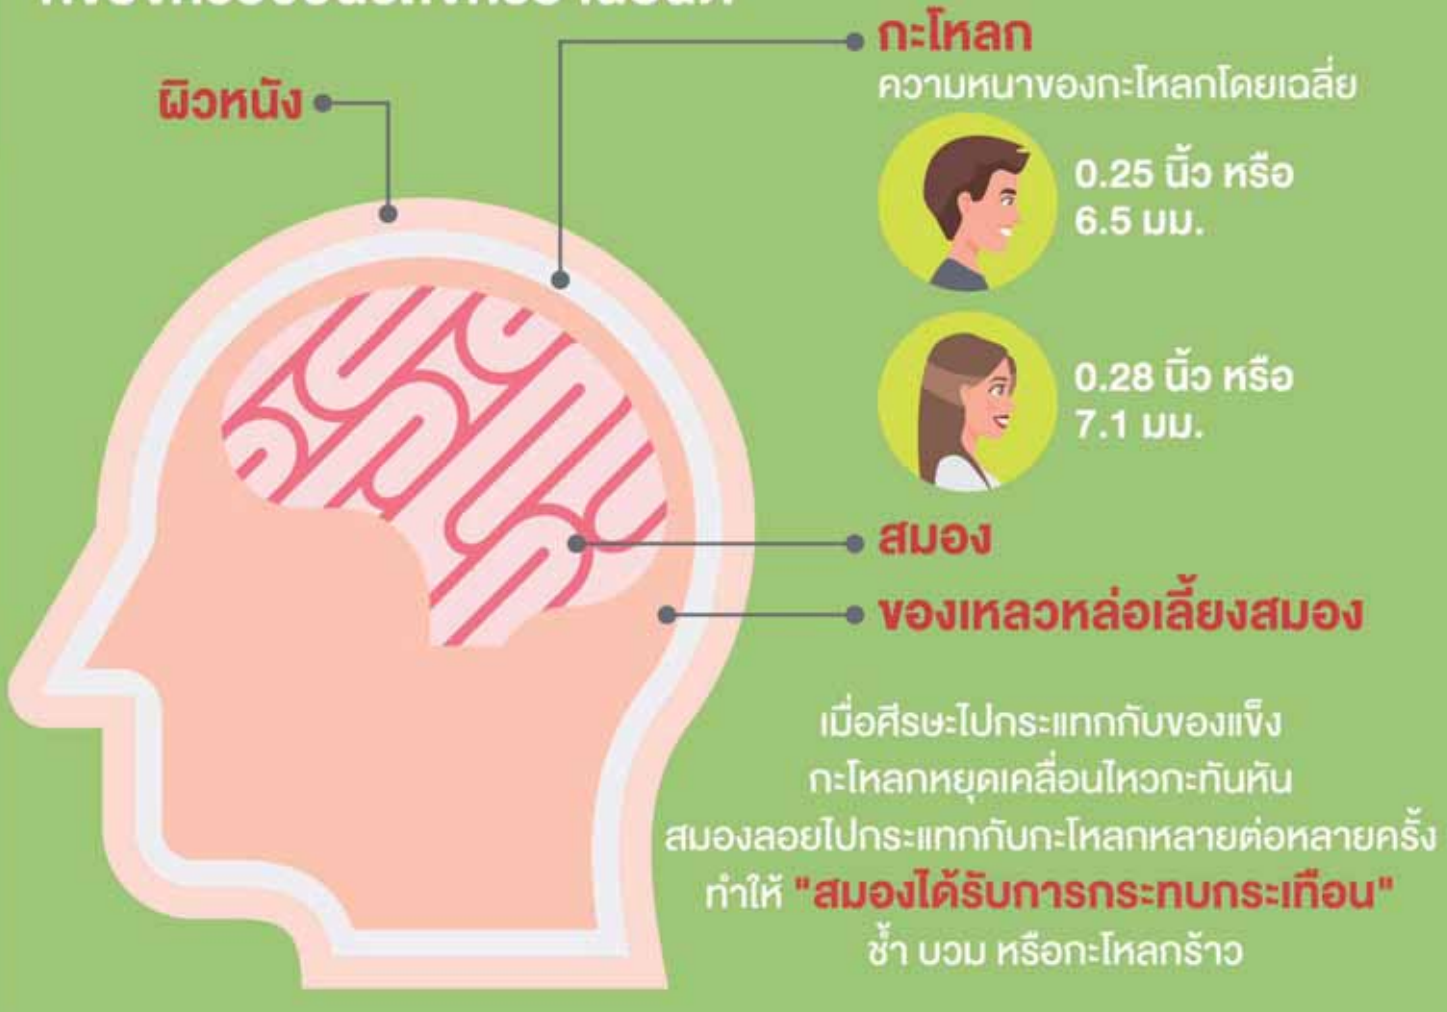 ผิวหนัง
กะโหลก
ความหนาของกะโหลกโดยเฉลี่ย
0.25 นิ้ว หรือ
6.5 มม.
0.28 นิ้ว หรือ
7.1 มม.
สมอง
ของเหลวหล่อเลี้ยงสมอง
เมื่อศีรษะไปกระแทกกับของแข็ง
กะโหลกหยุดเคลื่อนไหวกะทันหัน
สมองลอยไปกระแทกกับกะโหลกหลายต่อหลายครั้ง
ทำให้ "สมองได้รับการกระทบกระเทือน"
ช้ำ บวม หรือกะโหลกร้าว